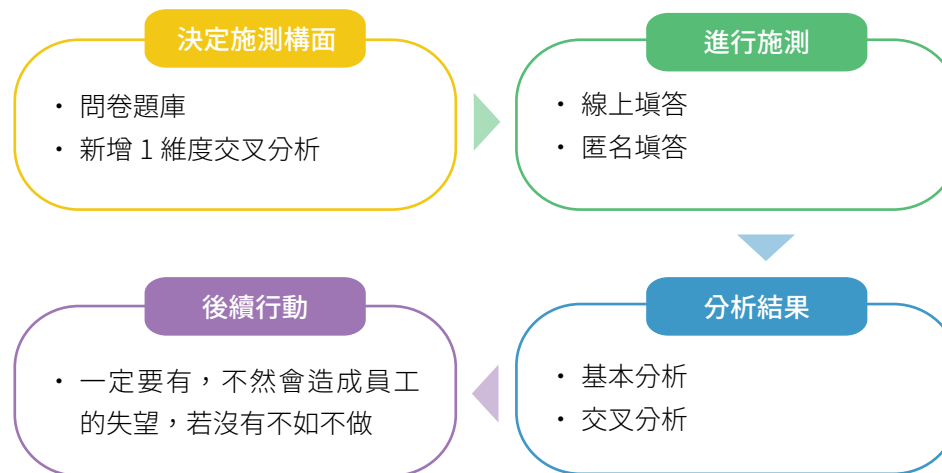 決定施測構面
・ 問卷題庫
・ 新增 1 維度交叉分析
進行施測
・ 線上填答
・ 匿名填答
分析結果
・ 基本分析
・ 交叉分析
後續行動
・ 一定要有，不然會造成員工
的失望，若沒有不如不做